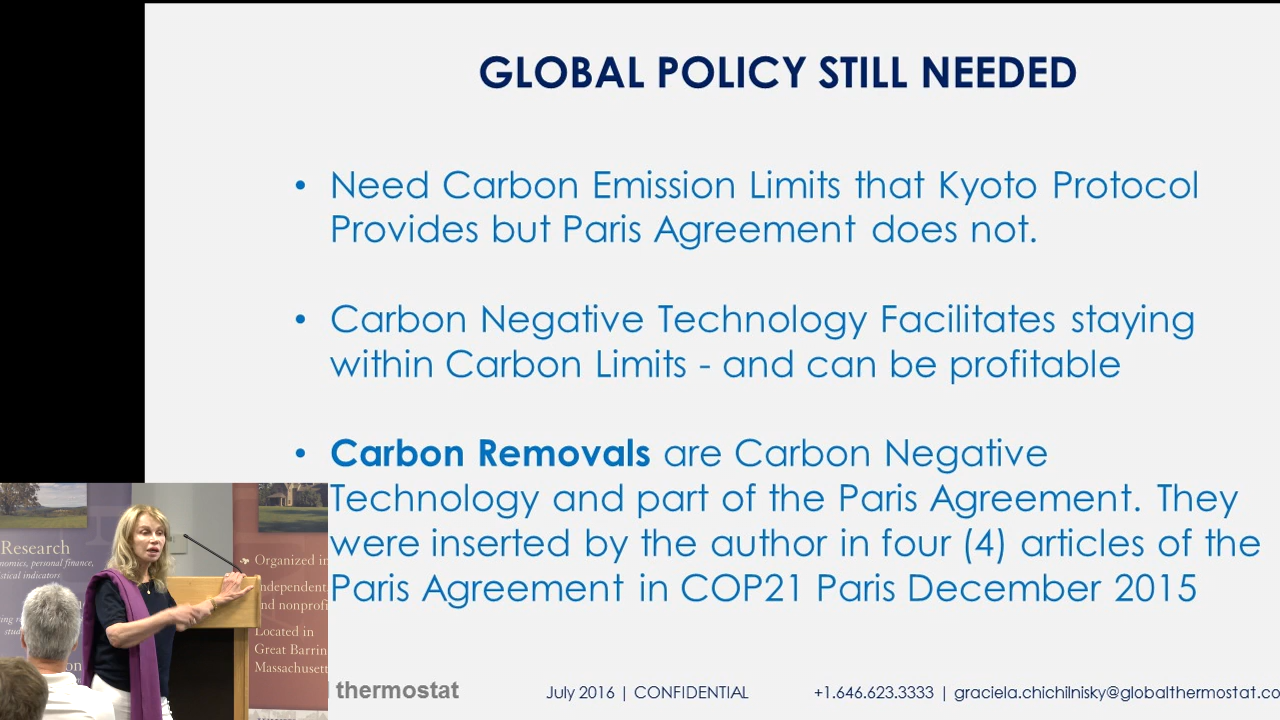 GLOBAL POLICY STILL NEEDED
• Need Carbon Emission Limits that Kyoto Protocol
Provides but Paris Agreement does not.
• Carbon Negative Technology Facilitates staying
within Carbon Limits - and can be profitable
• Carbon Removals are Carbon Negative
Technology and part of the Paris Agreement. They
were inserted by the author in four (4) articles of the
Paris Agreement in COP21 Paris December 2015
Research
personal finance,
indicators
Organized in
independent
and nonprofi
Located in
Great Barrin
Massachusett
thermostat
July 2016 | CONFIDENTIAL
+1.646.623.3333 | graciela.chichilnisky@globalthermostat.co